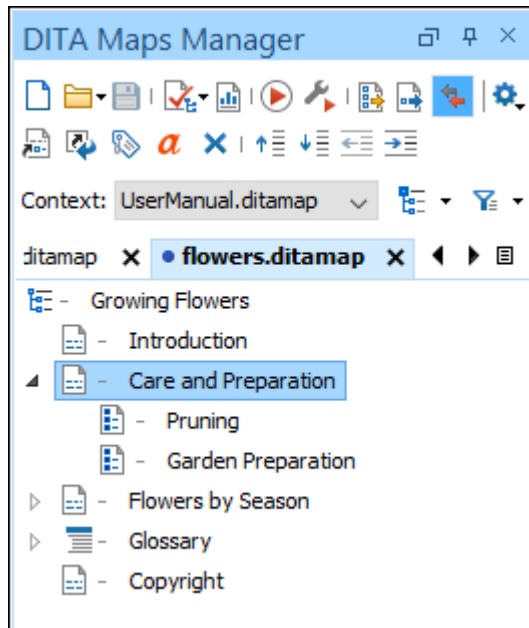 DITA Maps Manager
Context: UserManual.ditamap
ditamap flowers.ditamap
Growing Flowers
Introduction
Care and Preparation
Pruning
Garden Preparation
Flowers by Season
Glossary
Copyright